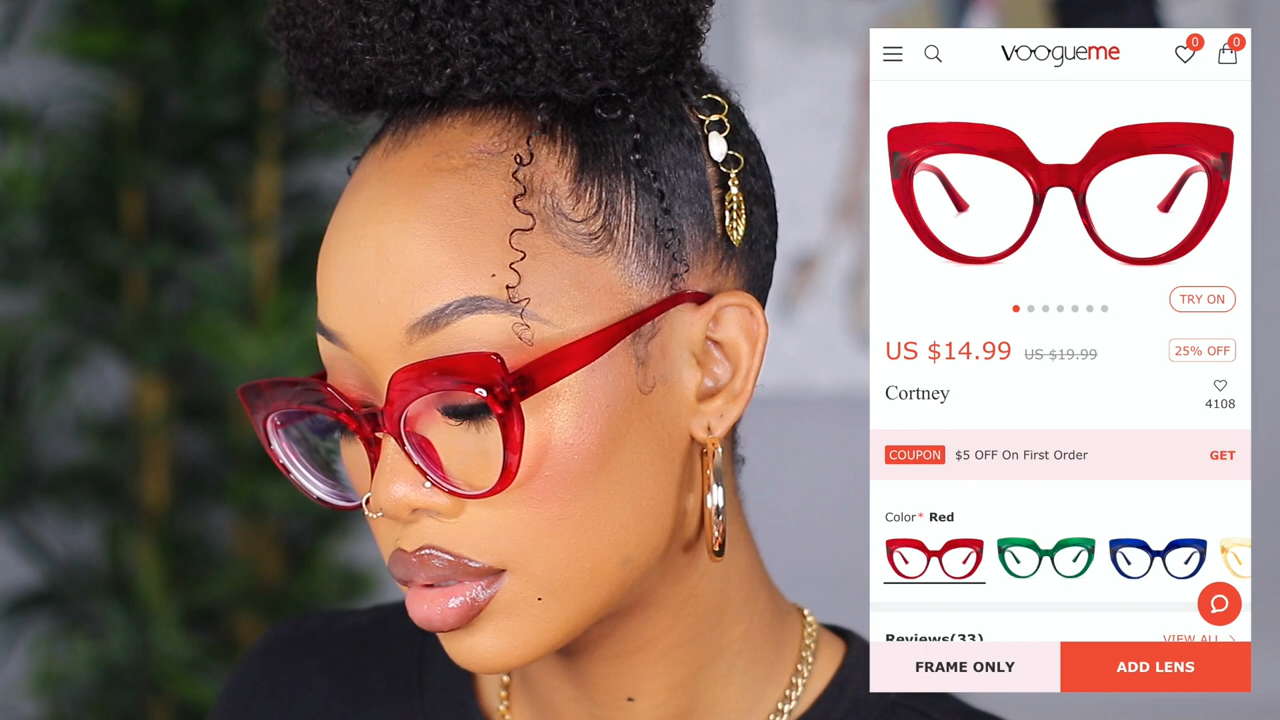 Voogueme
0
0
TRY ON
US $14.99 US $19.99
25% OFF
Cortney
4108
COUPON $5 OFF On First Order GET
Color* Red
Reviews(33) VIEW ALL
FRAME ONLY
ADD LENS